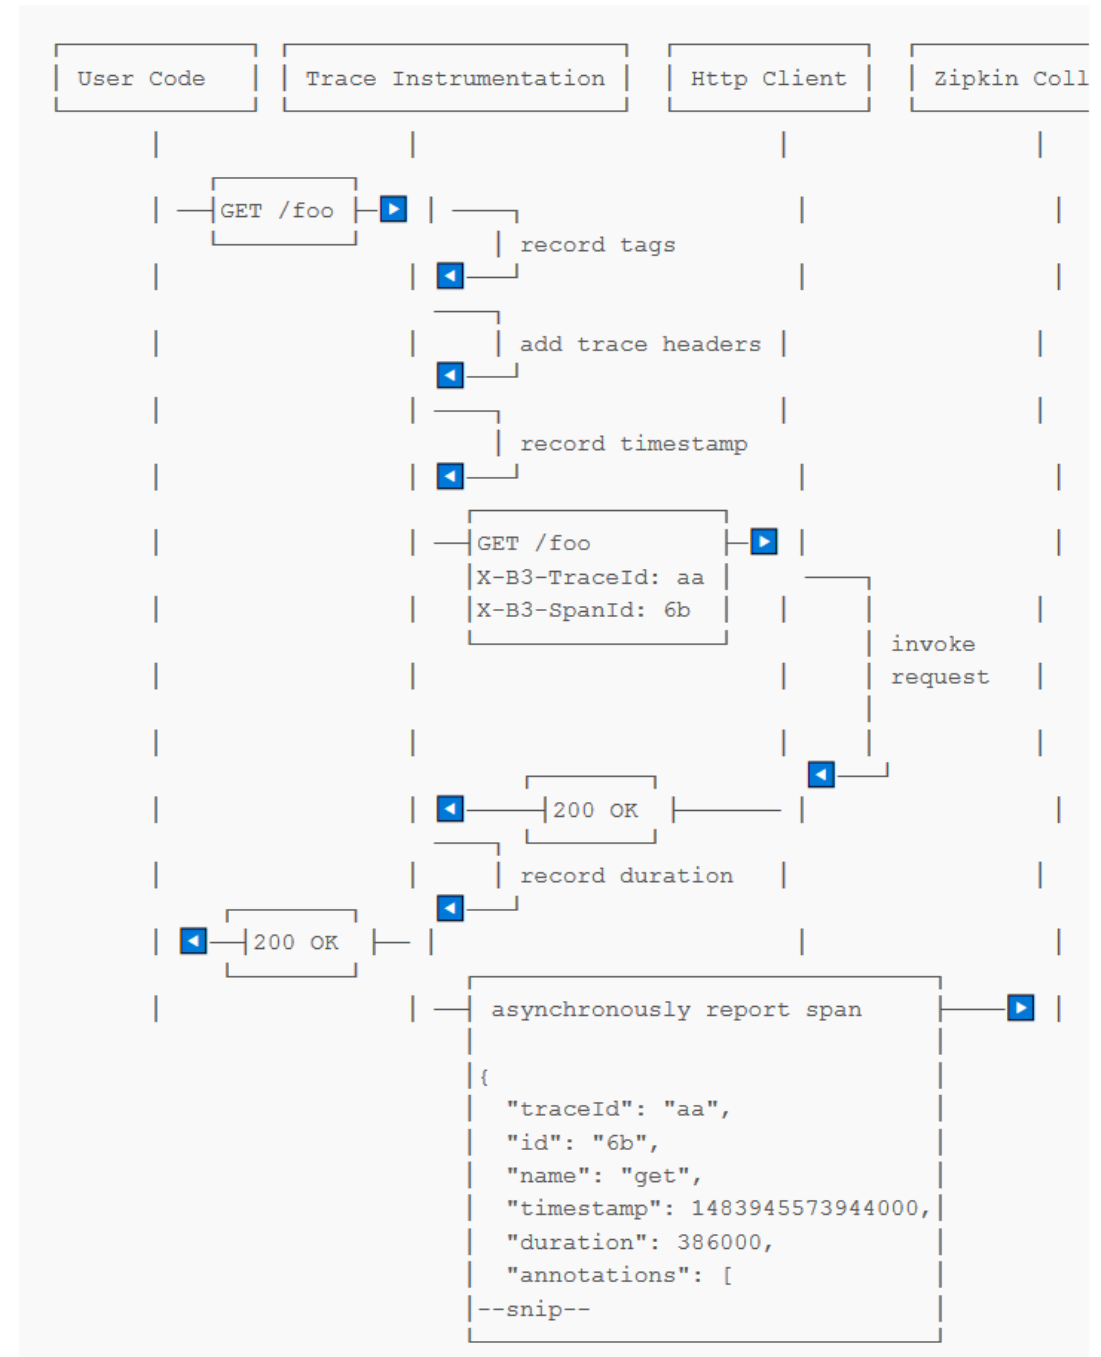 User Code Trace Instrumentation Http Client Zipkin Coll
GET /foo
record tags
add trace headers
record timestamp
GET /foo
X-B3-TraceId: aa
X-B3-SpanId: 6b
invoke
request
200 OK
record duration
200 OK
asynchronously report span
{
"traceId": "aa",
"id": "6b",
"name": "get",
"timestamp": 1483945573944000,
"duration": 386000,
"annotations": [
--snip--